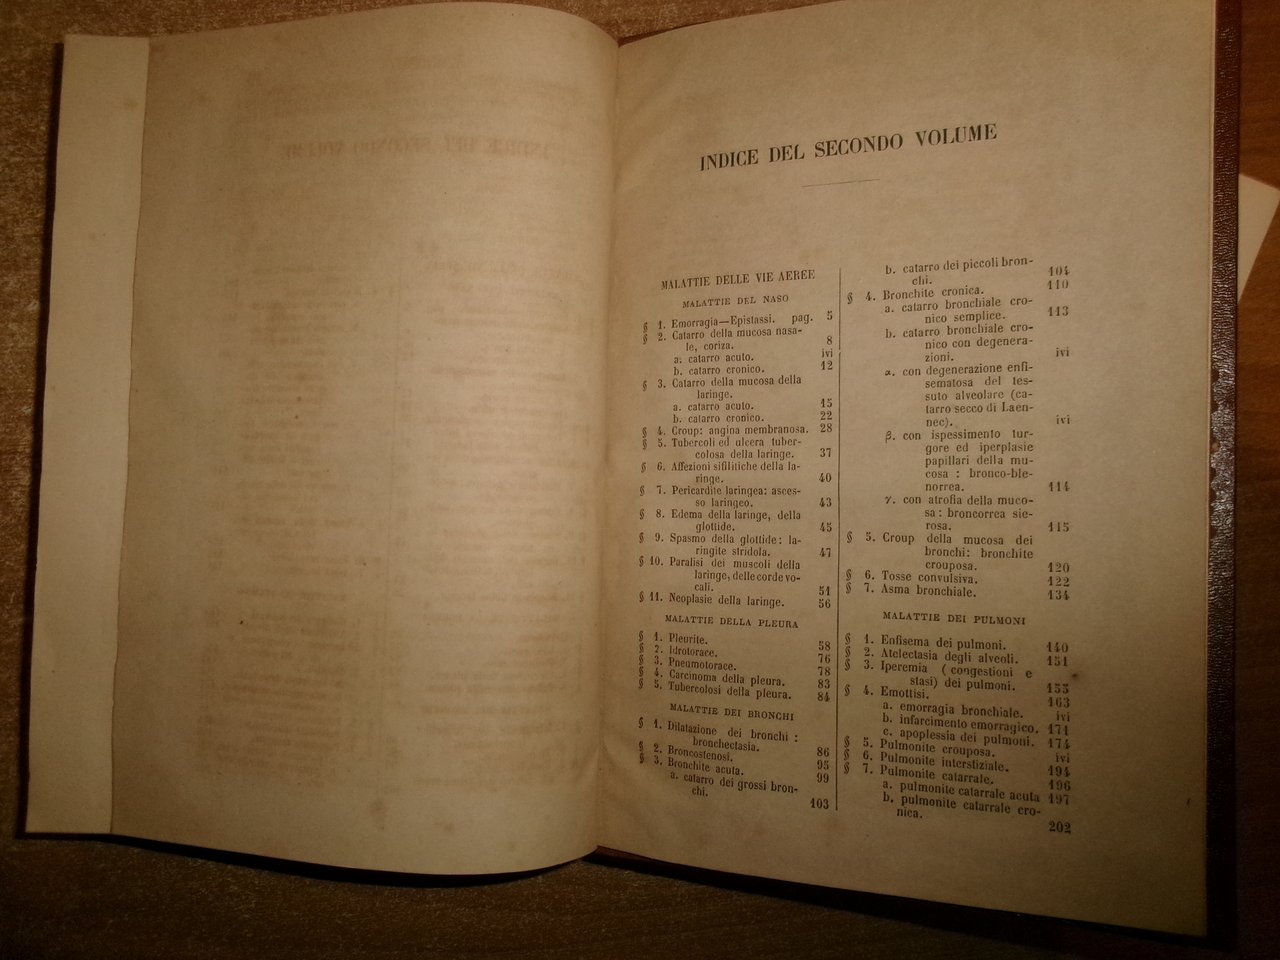 INDICE DEL SECONDO VOLUME
MALATTIE DELLE VIE AEREE
MALATTIE DEL NASO
§ 1. Emorragia—Epistassi. pag. 5
§ 2. Catarro della mucosa nasa-
le, coriza. 8
a. catarro acuto. ivi
b. catarro cronico. 12
§ 3. Catarro della mucosa della
laringe.
a. catarro acuto. 15
b. catarro cronico. 22
§ 4. Croup: angina membranosa. 28
§ 5. Tubercoli ed ulcera tuber-
colosa della laringe. 37
§ 6. Affezioni sifilitiche della la-
ringe. 40
§ 7. Pericardite laringea: asces-
so laringeo. 43
§ 8. Edema della laringe, della
glottide. 45
§ 9. Spasmo della glottide: la-
ringite stridola. 47
§ 10. Paralisi dei muscoli della
laringe, delle corde vo-
cali. 51
§ 11. Neoplasie della laringe. 56
MALATTIE DELLA PLEURA
§ 1. Pleurite. 58
§ 2. Idrotorace. 76
§ 3. Pneumotorace. 78
§ 4. Carcinoma della pleura. 83
§ 5. Tubercolosi della pleura. 84
MALATTIE DEI BRONCHI
§ 1. Dilatazione dei bronchi:
bronchectasia. 86
§ 2. Broncostenosi. 95
§ 3. Bronchite acuta. 99
a. catarro dei grossi bron-
chi. 103
b. catarro dei piccoli bron-
chi. 104
§ 4. Bronchite cronica. 110
a. catarro bronchiale cro-
nico semplice. 113
b. catarro bronchiale cro-
nico con degenera-
zioni. ivi
α. con degenerazione enfi-
sematosa del tes-
suto alveolare (ca-
tarro secco di Laen-
nec). ivi
β. con ispessimento tur-
gore ed iperplasie
papillari della mu-
cosa: bronco-ble-
norrea. 114
γ. con atrofia della muco-
sa: broncorrea sie-
rosa. 115
§ 5. Croup della mucosa dei
bronchi: bronchite
crouposa. 120
§ 6. Tosse convulsiva. 122
§ 7. Asma bronchiale. 134
MALATTIE DEI PULMONI
§ 1. Enfisema dei pulmoni. 140
§ 2. Atelectasia degli alveoli. 151
§ 3. Iperemia (congestioni e
stasi) dei pulmoni. 155
§ 4. Emottisi. 163
a. emorragia bronchiale. ivi
b. infarcimento emorragico. 171
c. apoplessia dei pulmoni. 174
§ 5. Pulmonite crouposa. ivi
§ 6. Pulmonite interstiziale. 194
§ 7. Pulmonite catarrale. 196
a. pulmonite catarrale acuta 197
b. pulmonite catarrale cro-
nica. 202